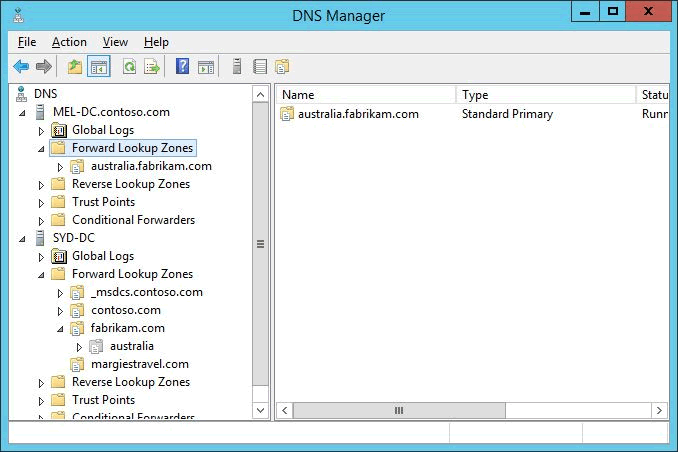 DNS Manager
File Action View Help
DNS
MEL-DC.contoso.com
Global Logs
Forward Lookup Zones
australia.fabrikam.com
Reverse Lookup Zones
Trust Points
Conditional Forwarders
SYD-DC
Global Logs
Forward Lookup Zones
_msdcs.contoso.com
contoso.com
fabrikam.com
australia
margiestravel.com
Reverse Lookup Zones
Trust Points
Conditional Forwarders
Name Type Statu
australia.fabrikam.com Standard Primary Runn